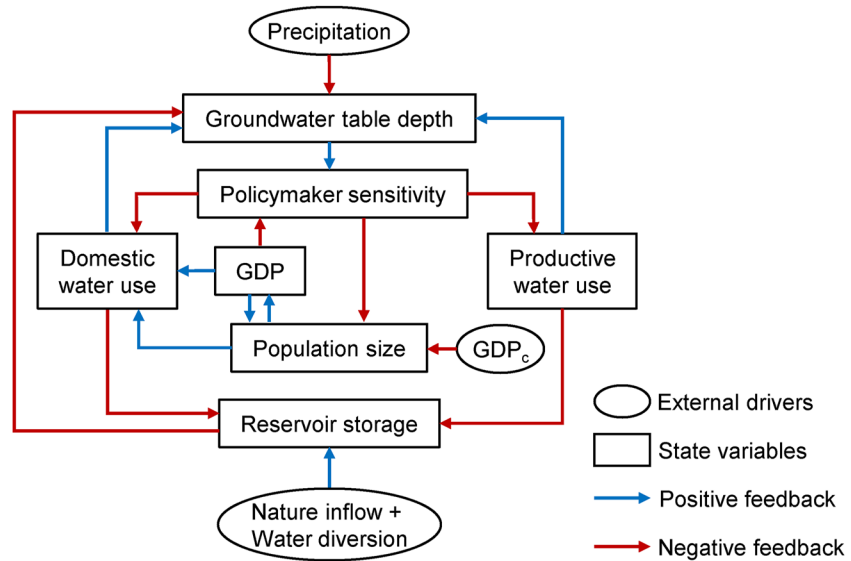 Precipitation
Groundwater table depth
Policymaker sensitivity
Domestic
water use
GDP
Productive
water use
Population size
GDPc
Reservoir storage
Nature inflow +
Water diversion
External drivers
State variables
Positive feedback
Negative feedback